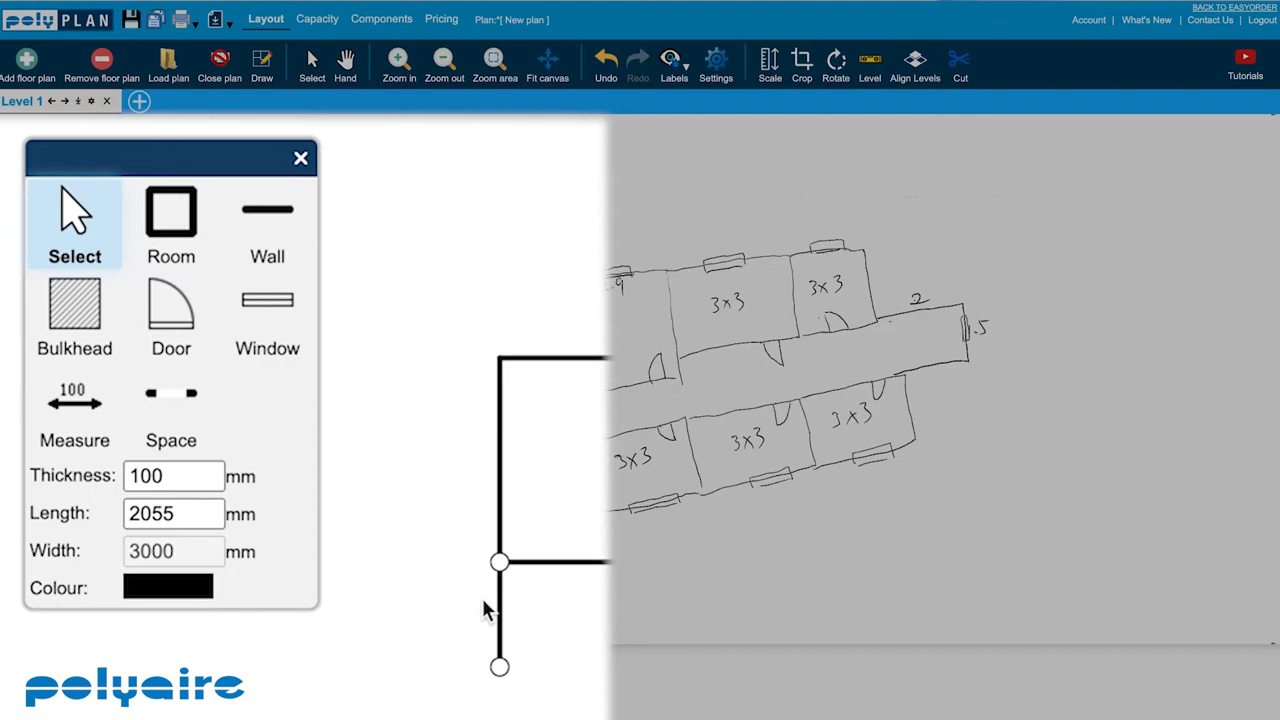 BACK TO EASYORDER
polyPLAN Layout Capacity Components Pricing Plan:*[ New plan ] Account What's New Contact Us Logout
Add floor plan Remove floor plan Load plan Close plan Draw Select Hand Zoom in Zoom out Zoom area Fit canvas Undo Redo Labels Settings Scale Crop Rotate Level Align Levels Cut Tutorials
Level 1
Select Room Wall
Bulkhead Door Window
100
Measure Space
Thickness: 100 mm
Length: 2055 mm
Width: 3000 mm
Colour:
polyaire
.9
3x3
3x3
2
.5
3x3
3x3
3x3